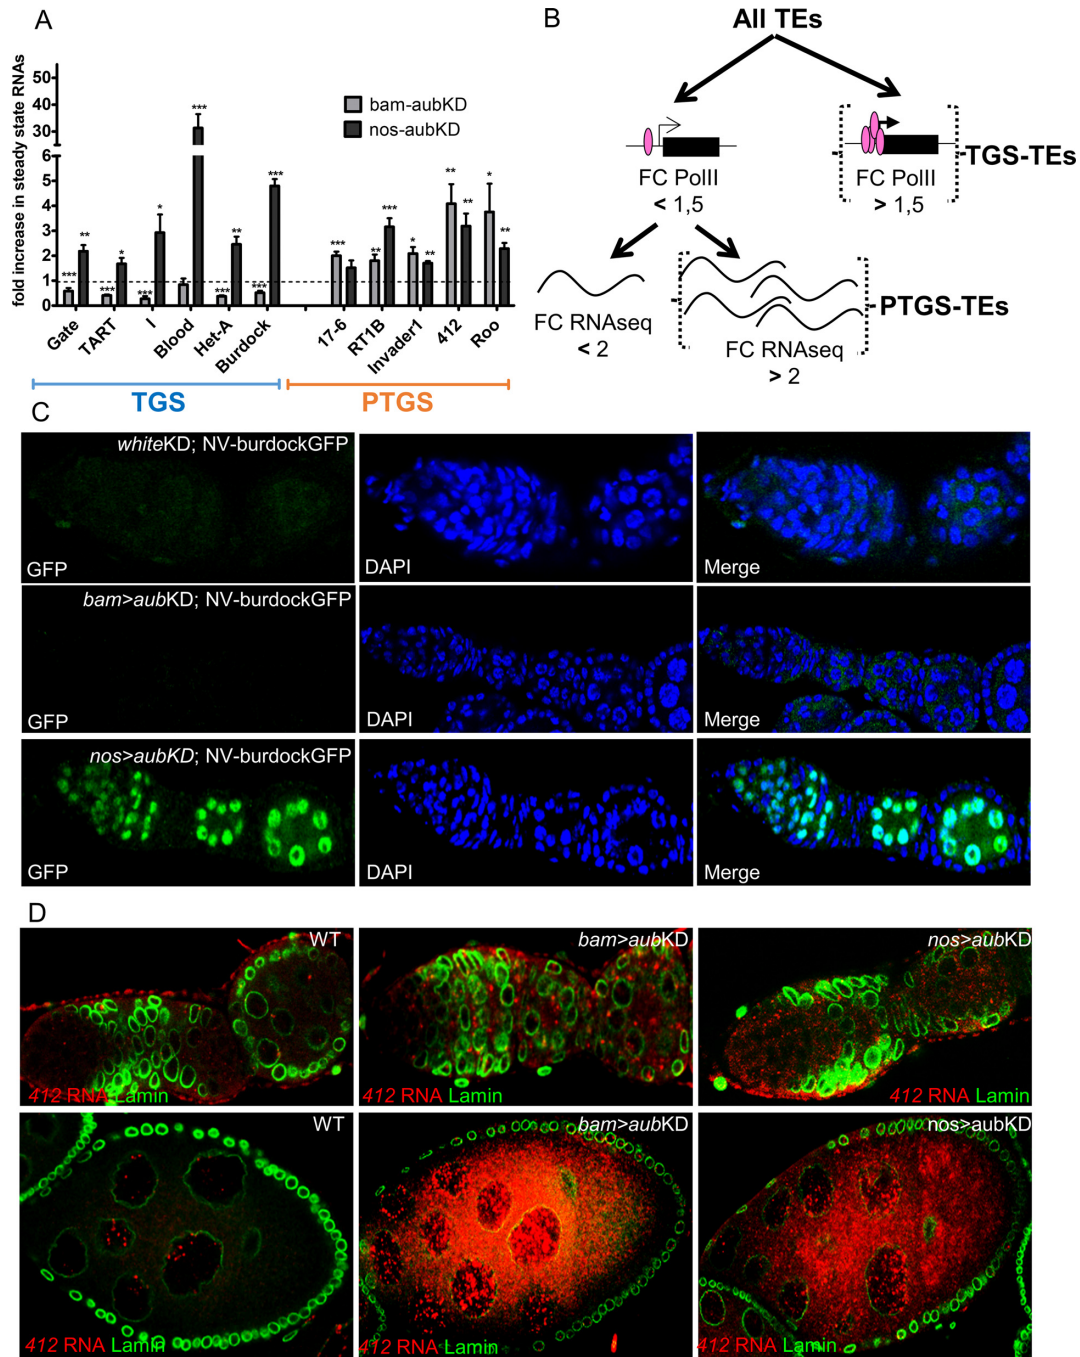 A
fold increase in steady state RNAs
50
40
30
6
5
4
3
2
1
0
bam-aubKD
nos-aubKD
*** ** *** * *** * *** *** *** ** *** ***
*** ** *** * ** ** ** * **
Gate
TART
I
Blood
Het-A
Burdock
17-6
RT1B
Invader1
412
Roo
TGS
PTGS
B
All TEs
FC PolII
< 1,5
FC PolII
> 1,5
TGS-TEs
FC RNAseq
< 2
FC RNAseq
> 2
PTGS-TEs
C
whiteKD; NV-burdockGFP
GFP
DAPI
Merge
bam>aubKD; NV-burdockGFP
GFP
DAPI
Merge
nos>aubKD; NV-burdockGFP
GFP
DAPI
Merge
D
WT
412 RNA Lamin
bam>aubKD
412 RNA Lamin
nos>aubKD
412 RNA Lamin
WT
412 RNA Lamin
bam>aubKD
412 RNA Lamin
nos>aubKD
412 RNA Lamin